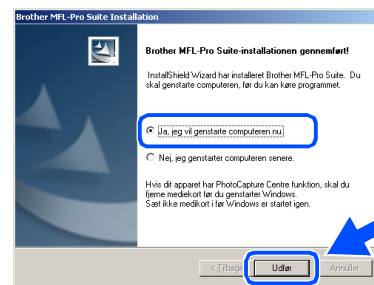 Brother MFL-Pro Suite Installation
Brother MFL-Pro Suite-installationen gennemført!
InstallShield Wizard har installeret Brother MFL-Pro Suite. Du
skal genstarte computeren, før du kan køre programmet.
Ja, jeg vil genstarte computeren nu.
Nej, jeg genstarter computeren senere.
Hvis dit apparat har PhotoCapture Centre funktion, skal du
fjerne mediekort før du genstarter Windows.
Sæt ikke medikort i før Windows er startet igen.
< Tilbage
Udfør
Annuller